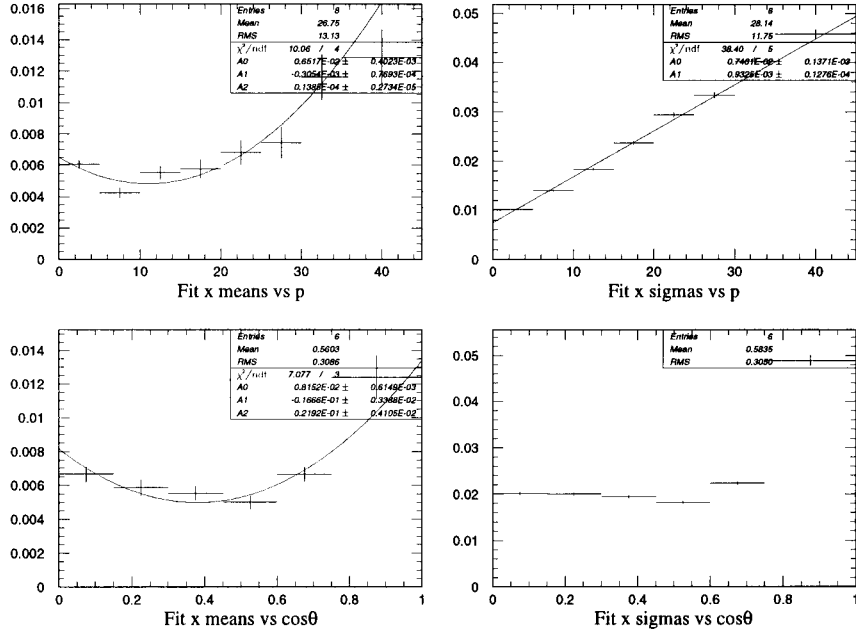 Entries 8
Mean 26.75
RMS 13.13
χ²/ndf 10.06 / 4
A0 0.6517E-02 ± 0.4023E-03
A1 -0.3054E-03 ± 0.7693E-04
A2 0.1388E-04 ± 0.2734E-05
0.016
0.014
0.012
0.01
0.008
0.006
0.004
0.002
0
0 10 20 30 40
Fit x means vs p
Entries 6
Mean 28.14
RMS 11.75
χ²/ndf 38.40 / 5
A0 ± 0.1371E-03
A1 ± 0.1276E-04
0.05
0.04
0.03
0.02
0.01
0
0 10 20 30 40
Fit x sigmas vs p
Entries 6
Mean 0.5603
RMS 0.3086
χ²/ndf 7.077 / 3
A0 0.8152E-02 ± 0.6149E-03
A1 -0.1666E-01 ± 0.3388E-02
A2 0.2192E-01 ± 0.4105E-02
0.014
0.012
0.01
0.008
0.006
0.004
0.002
0
0 0.2 0.4 0.6 0.8 1
Fit x means vs cosθ
Entries 6
Mean 0.5835
RMS
0.05
0.04
0.03
0.02
0.01
0
0 0.2 0.4 0.6 0.8 1
Fit x sigmas vs cosθ